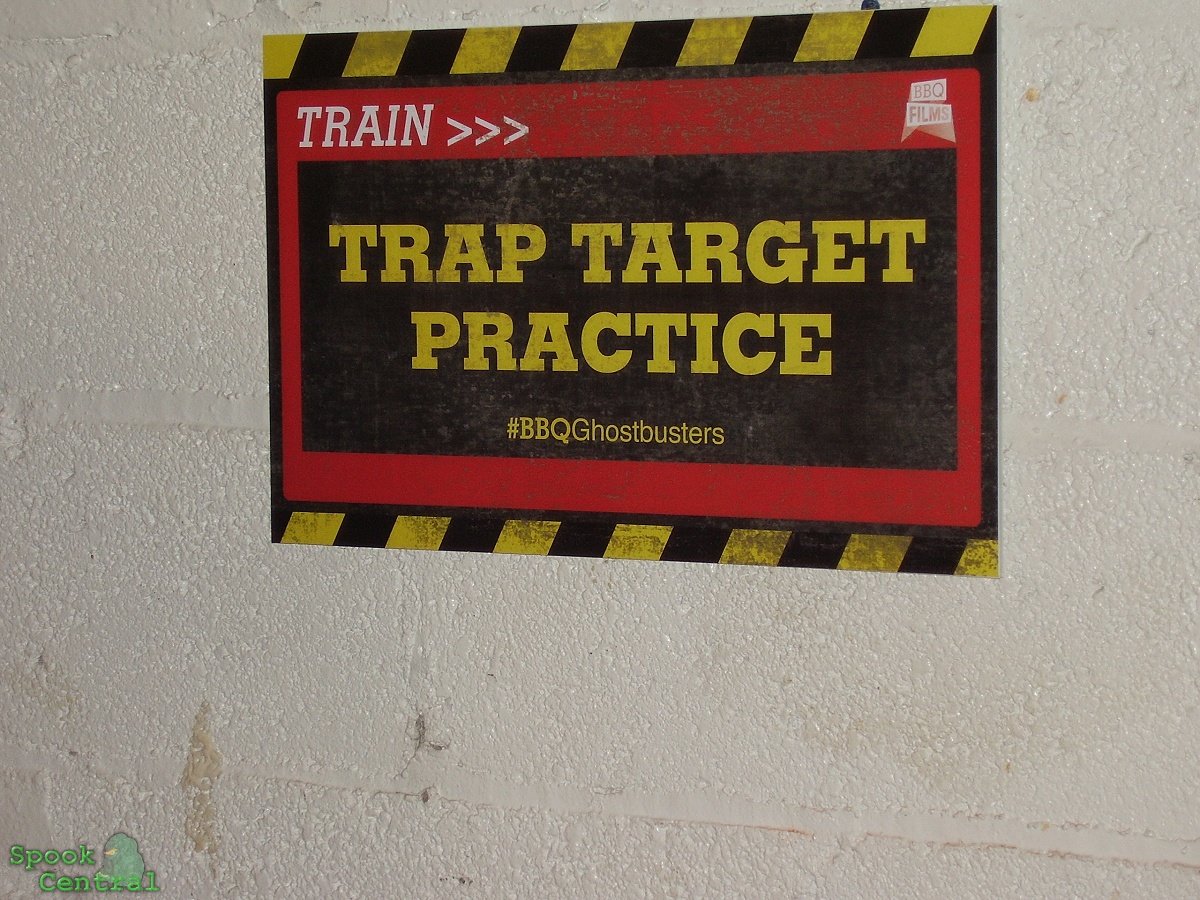 TRAIN >>>
BBQ
FILMS
TRAP TARGET
PRACTICE
#BBQGhostbusters
Spook
Central